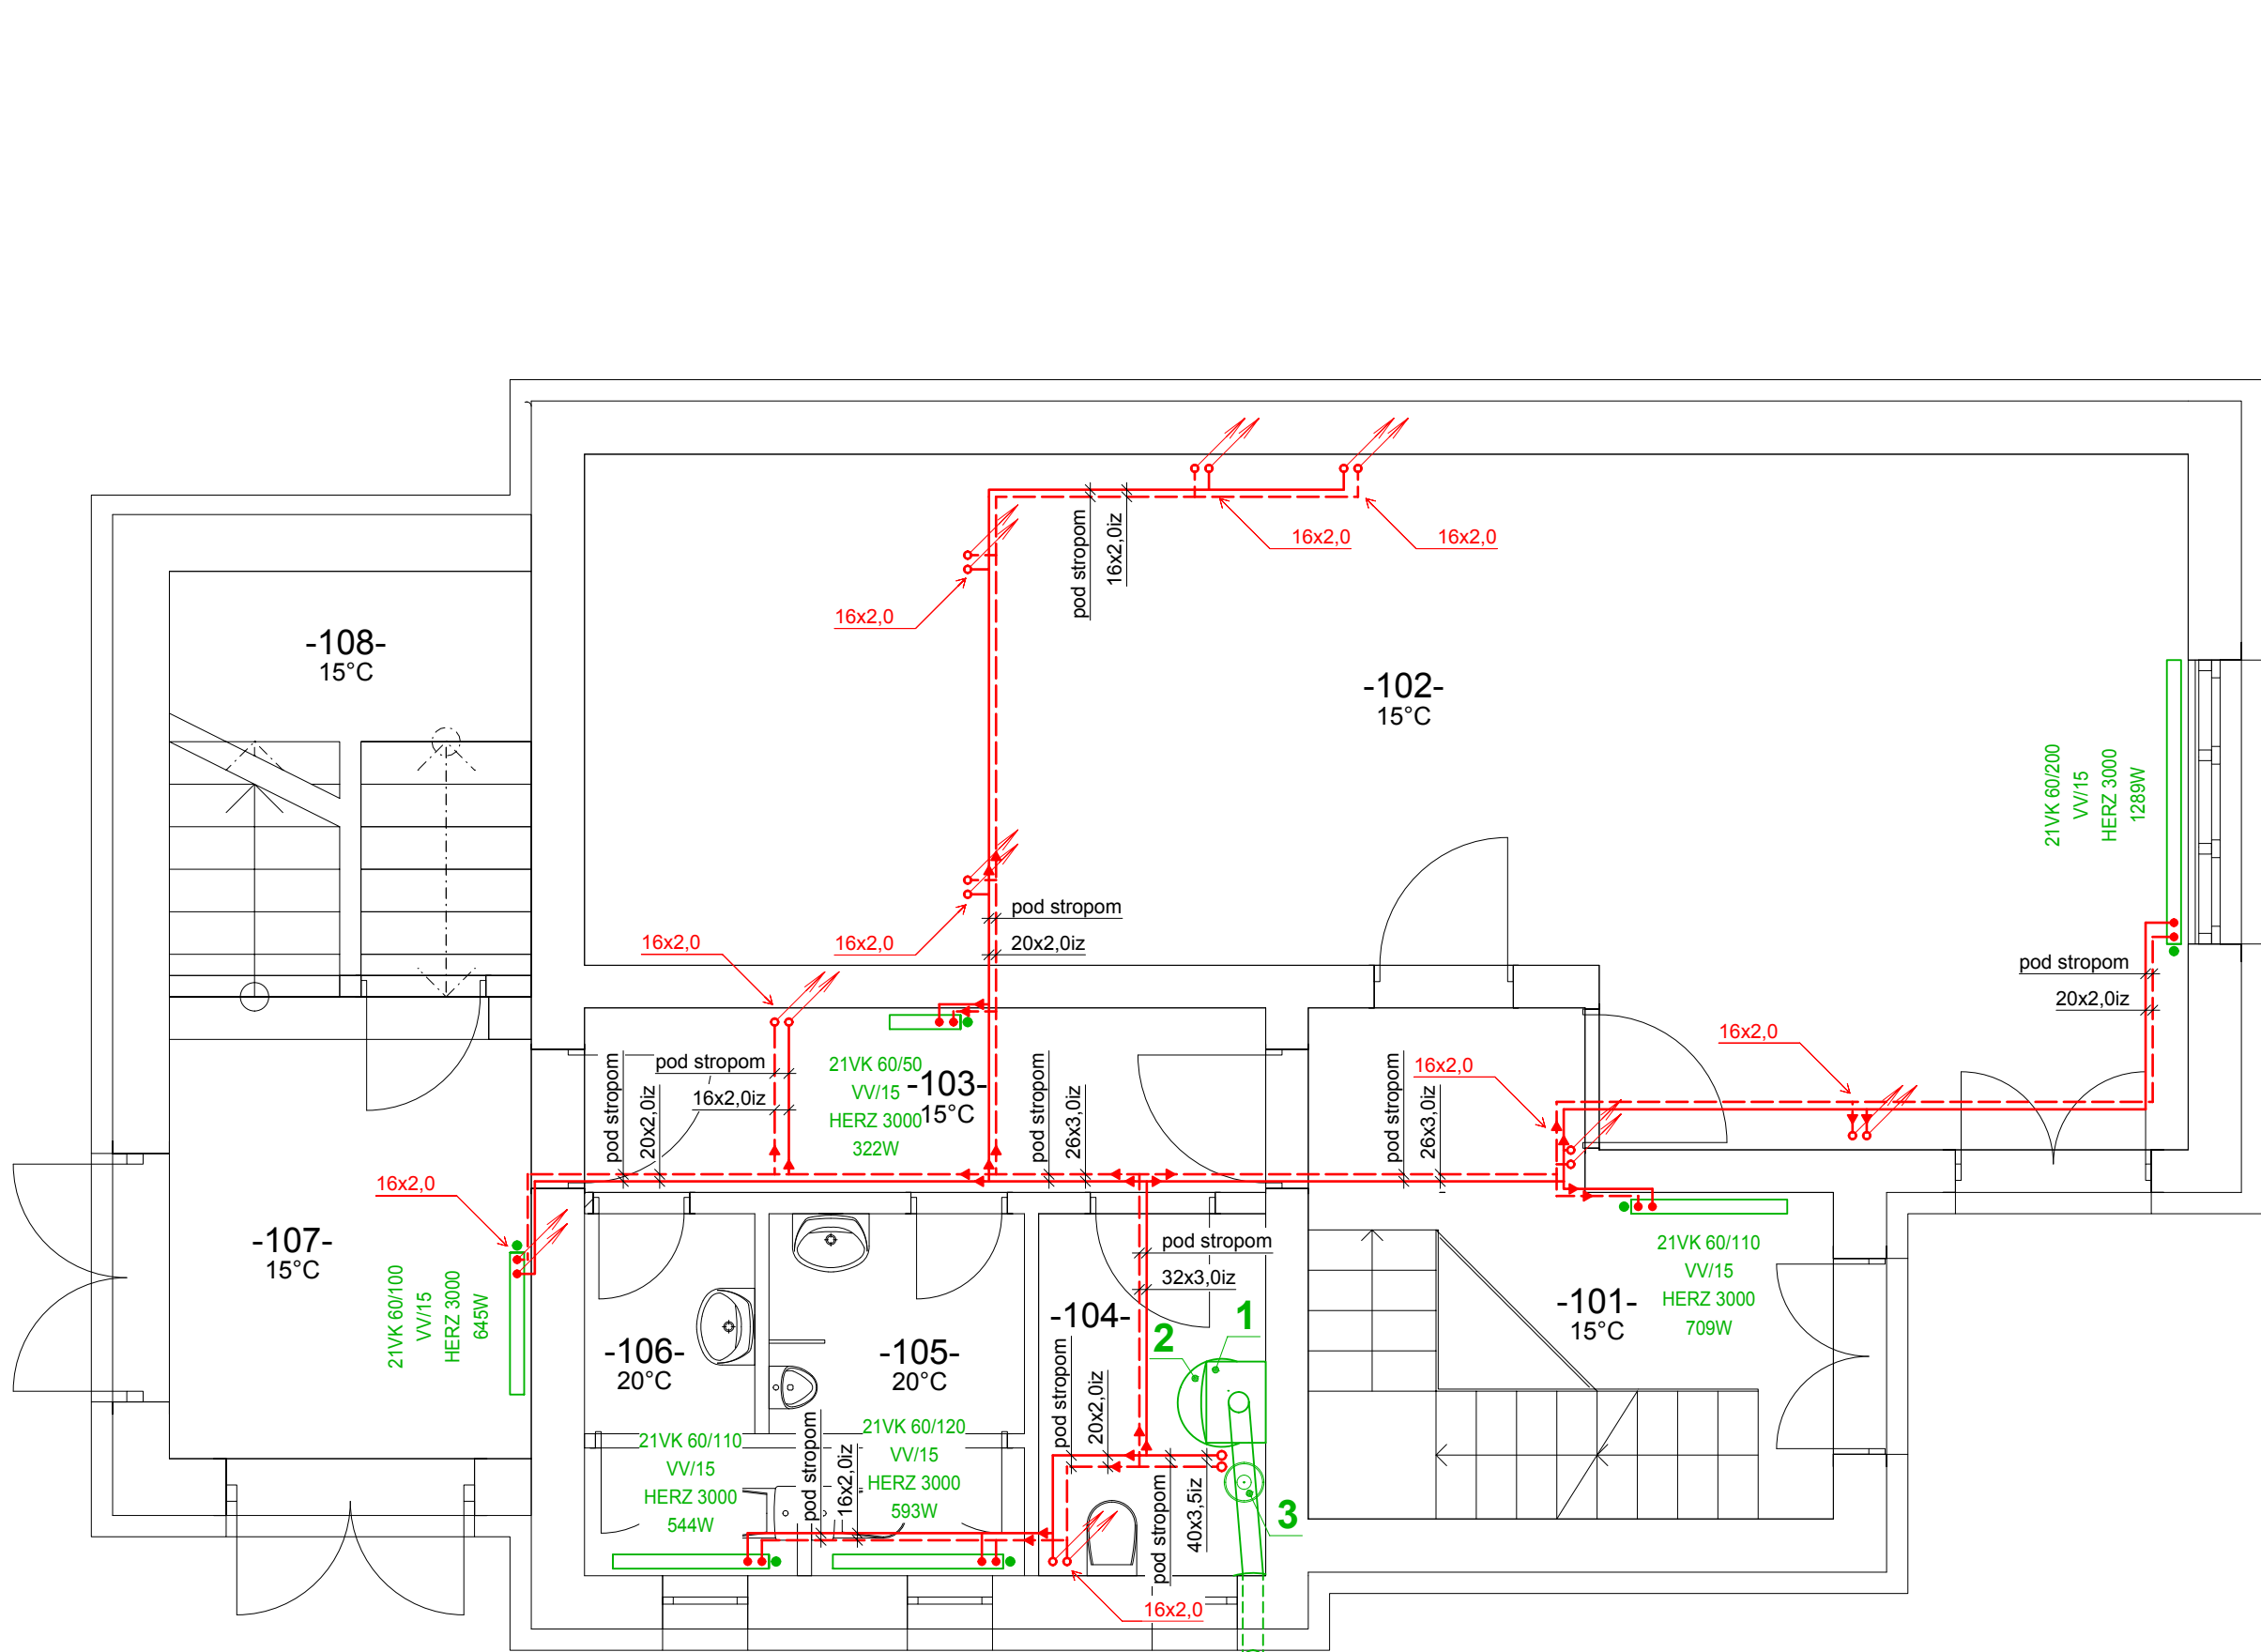 16x2,0
16x2,0
pod stropom
16x2,0iz
16x2,0
-108-
15°C
-102-
15°C
21VK 60/200
VV/15
HERZ 3000
1289W
pod stropom
20x2,0iz
16x2,0
16x2,0
pod stropom
20x2,0iz
16x2,0
16x2,0
pod stropom
16x2,0iz
pod stropom
20x2,0iz
21VK 60/50
VV/15
HERZ 3000
322W
-103-
15°C
pod stropom
26x3,0iz
pod stropom
26x3,0iz
16x2,0
-107-
15°C
21VK 60/100
VV/15
HERZ 3000
645W
pod stropom
32x3,0iz
-104-
1
2
3
21VK 60/110
VV/15
HERZ 3000
709W
-101-
15°C
-106-
20°C
-105-
20°C
21VK 60/110
VV/15
HERZ 3000
544W
pod stropom
16x2,0iz
21VK 60/120
VV/15
HERZ 3000
593W
pod stropom
20x2,0iz
pod stropom
40x3,5iz
16x2,0